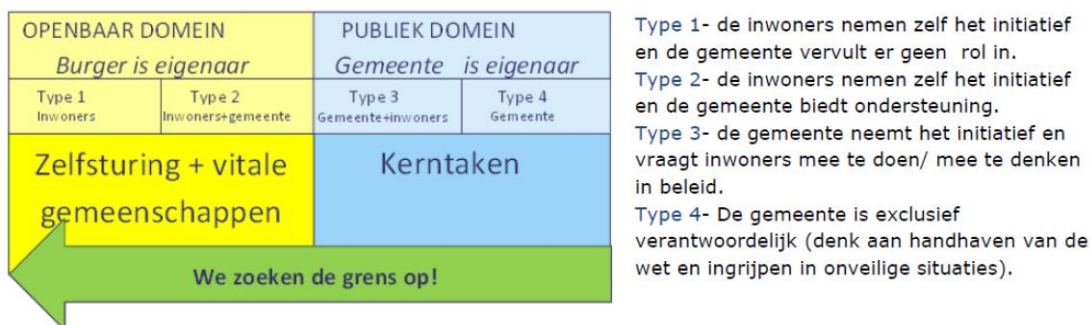 OPENBAAR DOMEIN
Burger is eigenaar
PUBLIEK DOMEIN
Gemeente is eigenaar
Type 1
Inwoners
Type 2
Inwoners+gemeente
Type 3
Gemeente+inwoners
Type 4
Gemeente
Zelfsturing + vitale
gemeenschappen
Kerntaken
We zoeken de grens op!
Type 1- de inwoners nemen zelf het initiatief
en de gemeente vervult er geen rol in.
Type 2- de inwoners nemen zelf het initiatief
en de gemeente biedt ondersteuning.
Type 3- de gemeente neemt het initiatief en
vraagt inwoners mee te doen/ mee te denken
in beleid.
Type 4- De gemeente is exclusief
verantwoordelijk (denk aan handhaven van de
wet en ingrijpen in onveilige situaties).